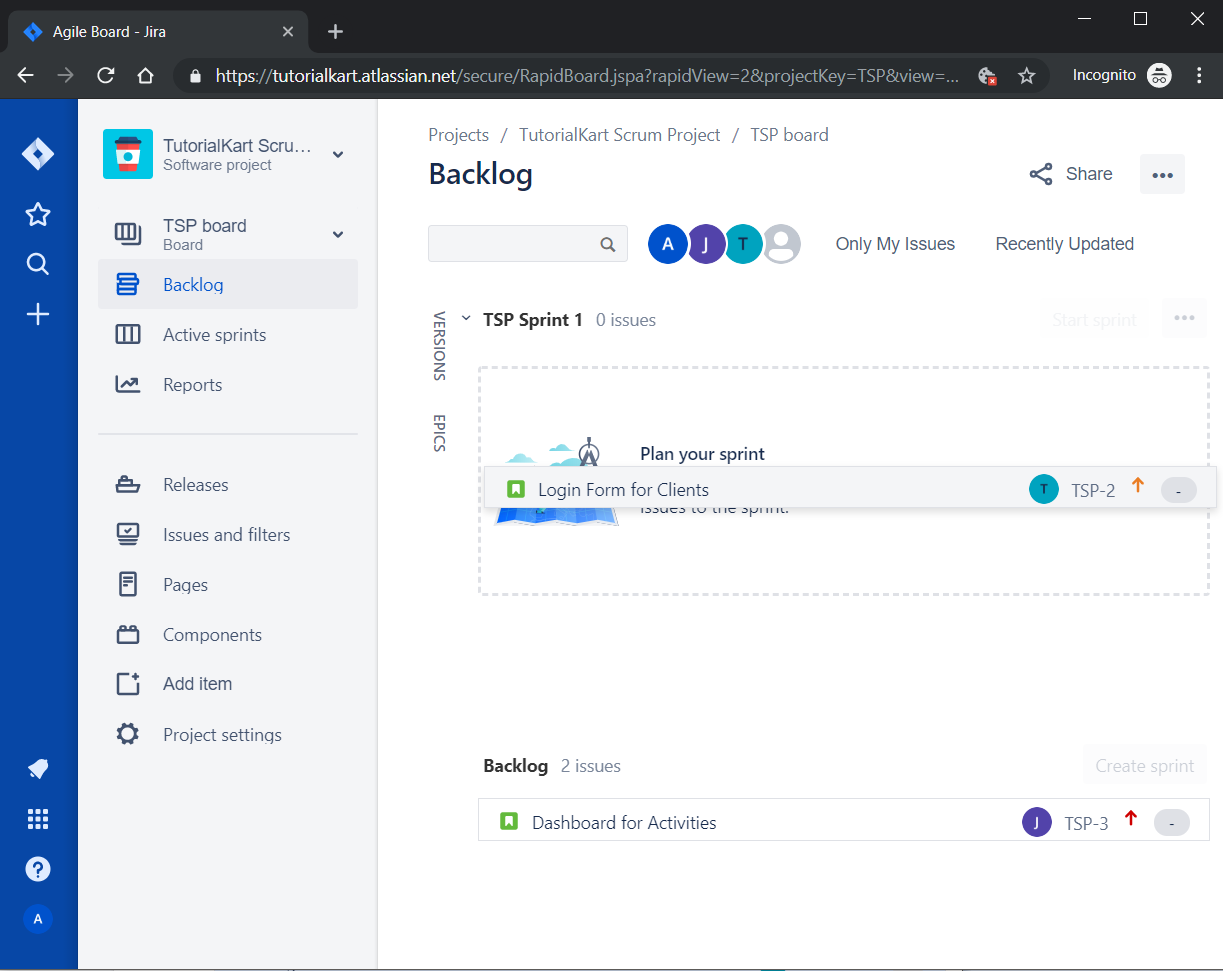 Agile Board - Jira
https://tutorialkart.atlassian.net/secure/RapidBoard.jspa?rapidView=2&projectKey=TSP&view=...
Incognito
TutorialKart Scru...
Software project
TSP board
Board
Backlog
Active sprints
Reports
Releases
Issues and filters
Pages
Components
Add item
Project settings
A
Projects / TutorialKart Scrum Project / TSP board
Backlog
Share
A J T
Only My Issues
Recently Updated
VERSIONS
EPICS
TSP Sprint 1 0 issues
Start sprint
Plan your sprint
Login Form for Clients T TSP-2 -
issues to the sprint.
Backlog 2 issues
Create sprint
Dashboard for Activities J TSP-3 -